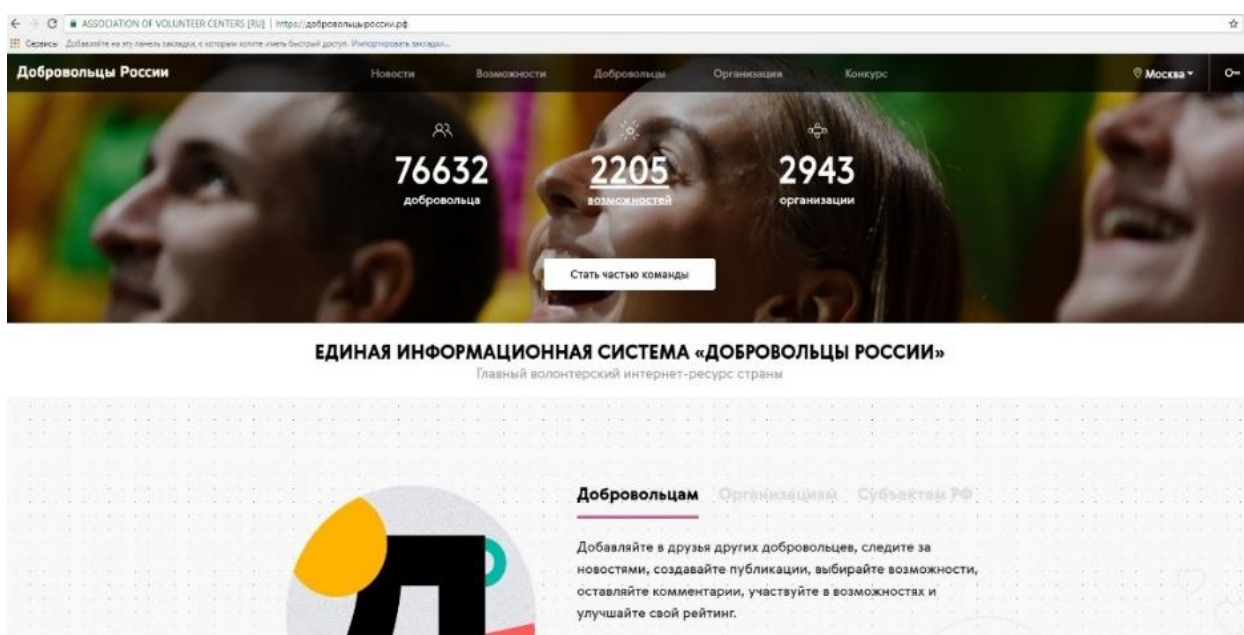 ASSOCIATION OF VOLUNTEER CENTERS [RU] | https://добровольцыроссии.рф
Сервисы Добавляйте на эту панель закладки, к которым хотите иметь быстрый доступ. Импортировать закладки...
Добровольцы России Новости Возможности Добровольцы Организации Конкурс Москва
76632 2205 2943
добровольца возможностей организации
Стать частью команды
ЕДИНАЯ ИНФОРМАЦИОННАЯ СИСТЕМА «ДОБРОВОЛЬЦЫ РОССИИ»
Главный волонтерский интернет-ресурс страны
Добровольцам Организациям Субъектам РФ
Добавляйте в друзья других добровольцев, следите за
новостями, создавайте публикации, выбирайте возможности,
оставляйте комментарии, участвуйте в возможностях и
улучшайте свой рейтинг.